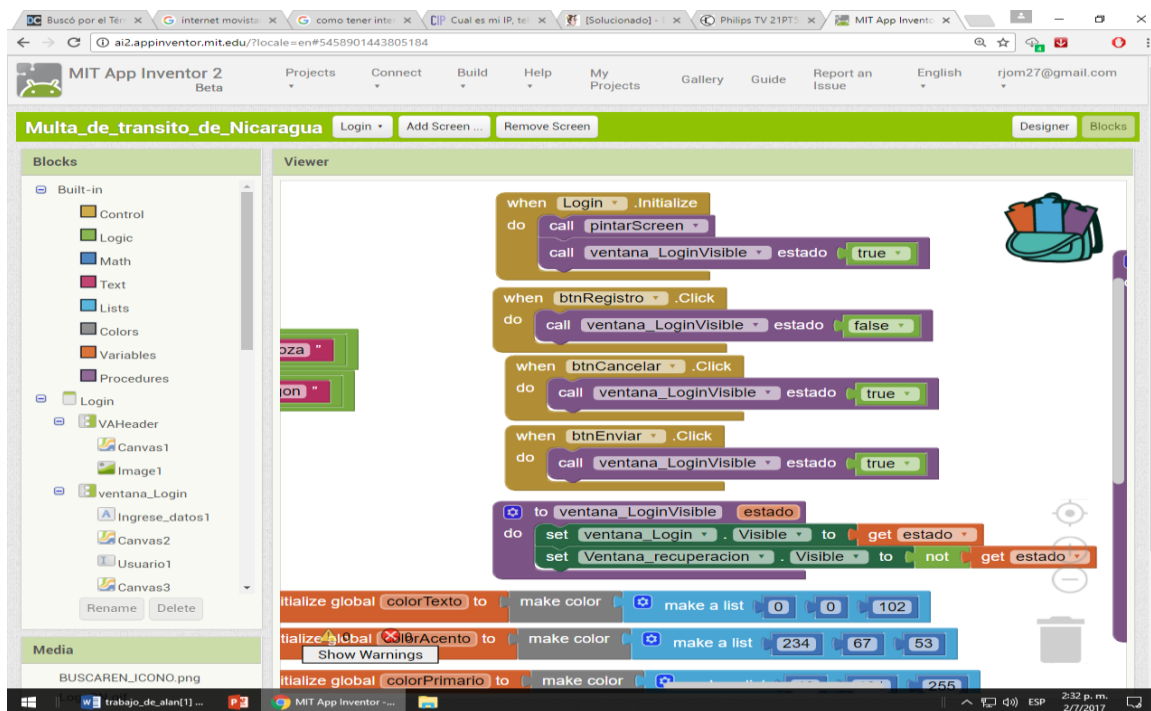 Buscó por el Tér
internet movista
como tener inte
Cual es mi IP, tel
[Solucionado] -
Philips TV 21PT5
MIT App Invento
ai2.appinventor.mit.edu/?locale=en#5458901443805184
MIT App Inventor 2
Beta
Projects Connect Build Help My Projects Gallery Guide Report an Issue English rjom27@gmail.com
Multa_de_transito_de_Nicaragua Login Add Screen ... Remove Screen Designer Blocks
Blocks
Viewer
Built-in
Control
Logic
Math
Text
Lists
Colors
Variables
Procedures
Login
VAHeader
Canvas1
Image1
ventana_Login
Ingrese_datos1
Canvas2
Usuario1
Canvas3
Rename Delete
Media
BUSCAREN_ICONO.png
oza "
ion "
when Login .Initialize
do call pintarScreen
call ventana_LoginVisible estado true
when btnRegistro .Click
do call ventana_LoginVisible estado false
when btnCancelar .Click
do call ventana_LoginVisible estado true
when btnEnviar .Click
do call ventana_LoginVisible estado true
to ventana_LoginVisible estado
do set ventana_Login . Visible to get estado
set Ventana_recuperacion . Visible to not get estado
itialize global colorTexto to make color make a list 0 0 102
tialize global colorAcento to make color make a list 234 67 53
0 0
Show Warnings
itialize global colorPrimario to make color 255
trabajo_de_alan[1] ...
MIT App Inventor -...
ESP
2:32 p. m.
2/7/2017